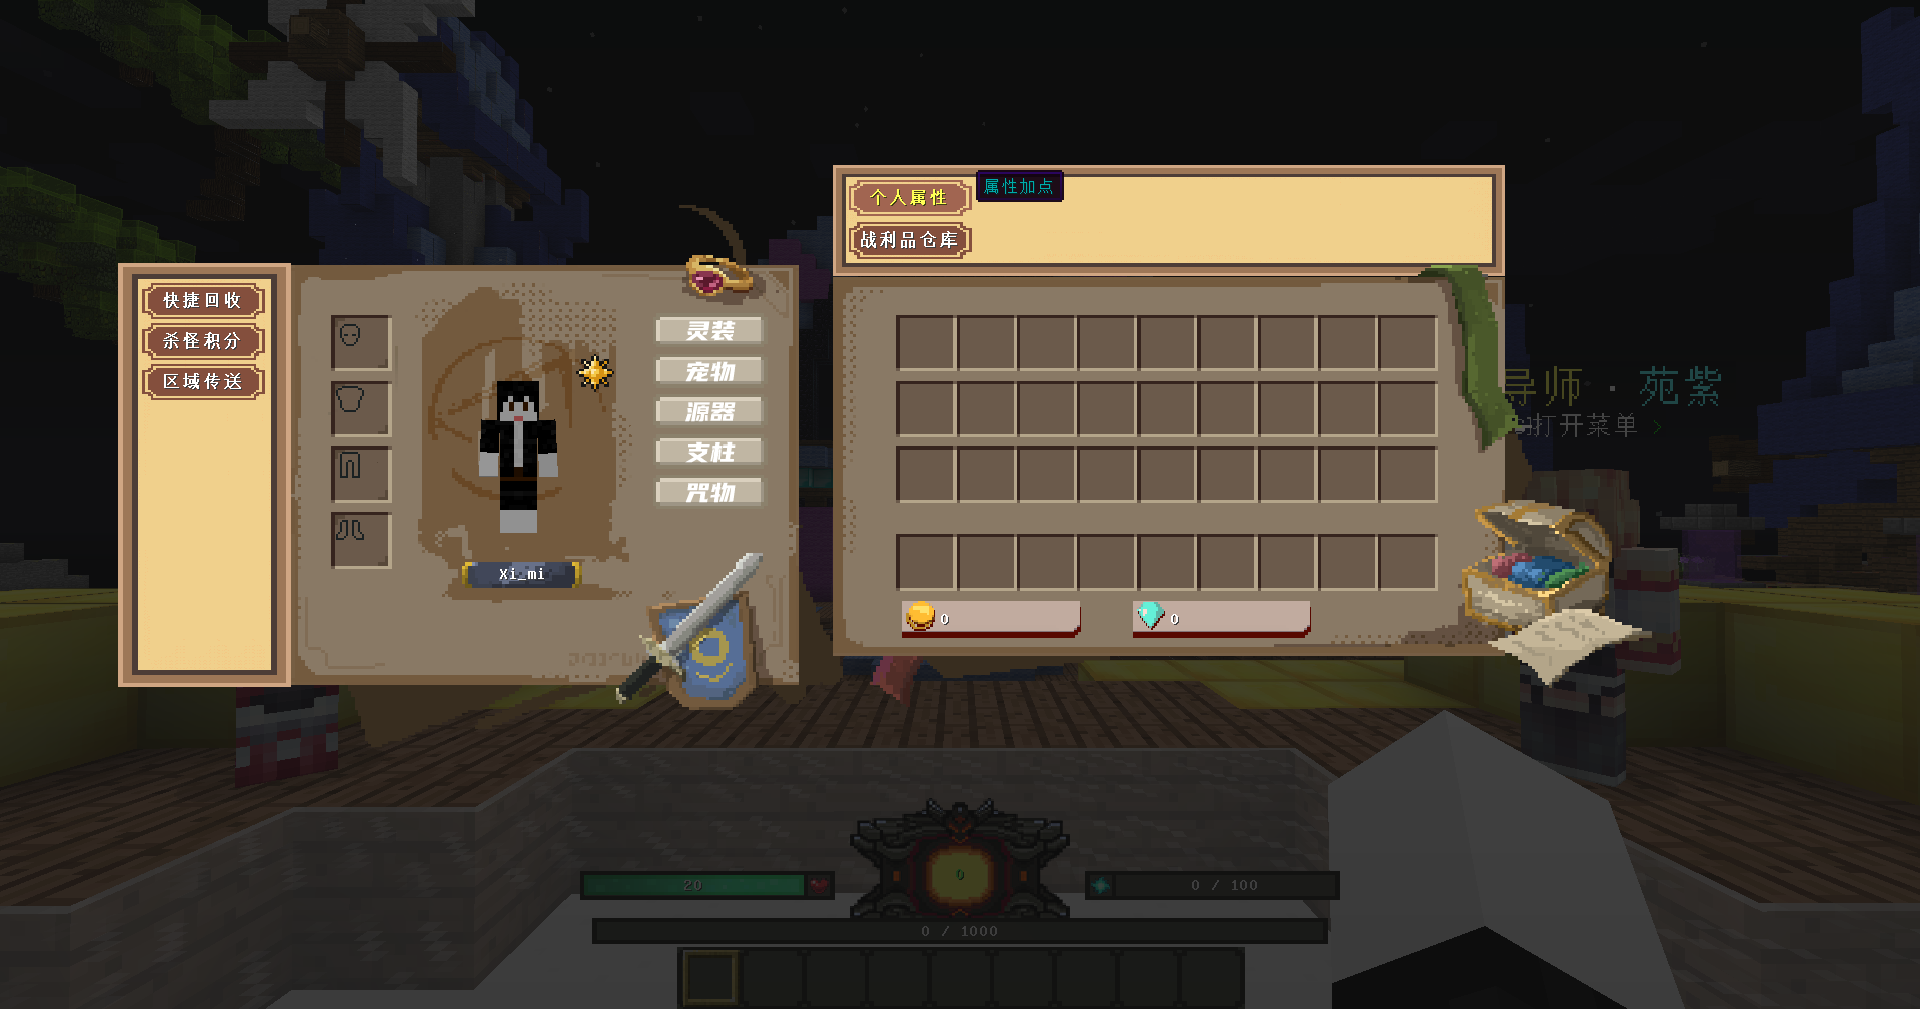 个人属性
属性加点
战利品仓库
快捷回收
杀怪积分
区域传送
灵装
宠物
源器
支柱
咒物
Xi_mi
0
0
导师 · 苑紫
打开菜单 >
20
0
0 / 100
0 / 1000